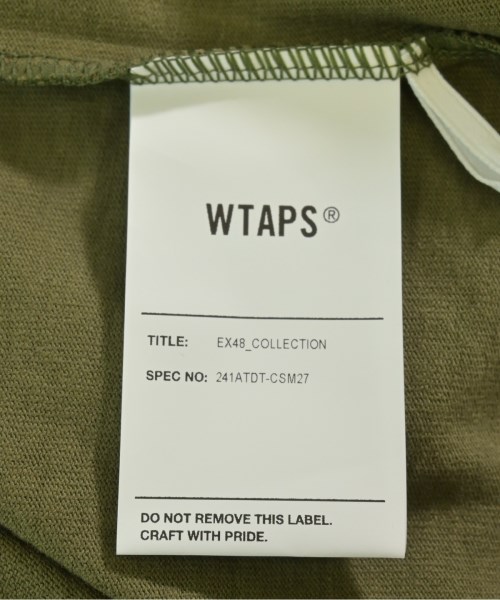 WTAPS®
TITLE: EX48_COLLECTION
SPEC NO: 241ATDT-CSM27
DO NOT REMOVE THIS LABEL.
CRAFT WITH PRIDE.